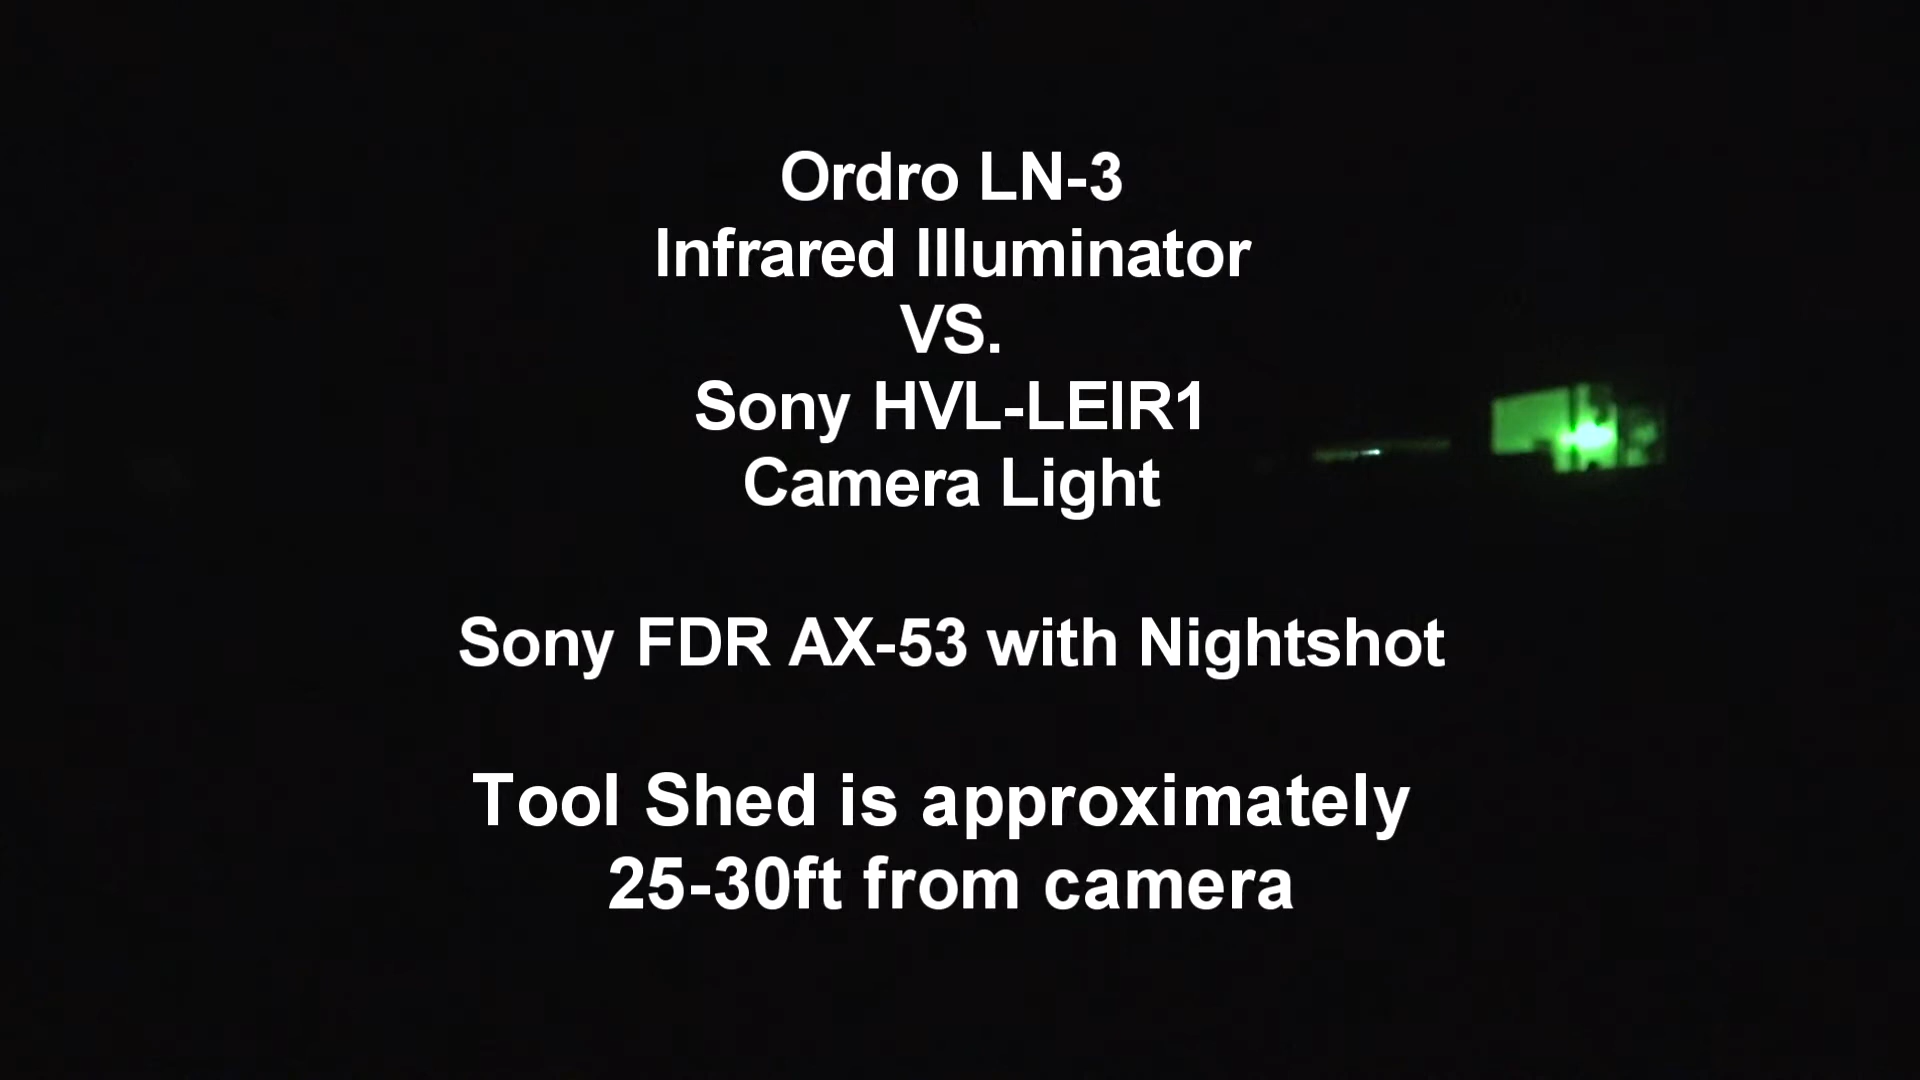 Ordro LN-3
Infrared Illuminator
VS.
Sony HVL-LEIR1
Camera Light
Sony FDR AX-53 with Nightshot
Tool Shed is approximately
25-30ft from camera